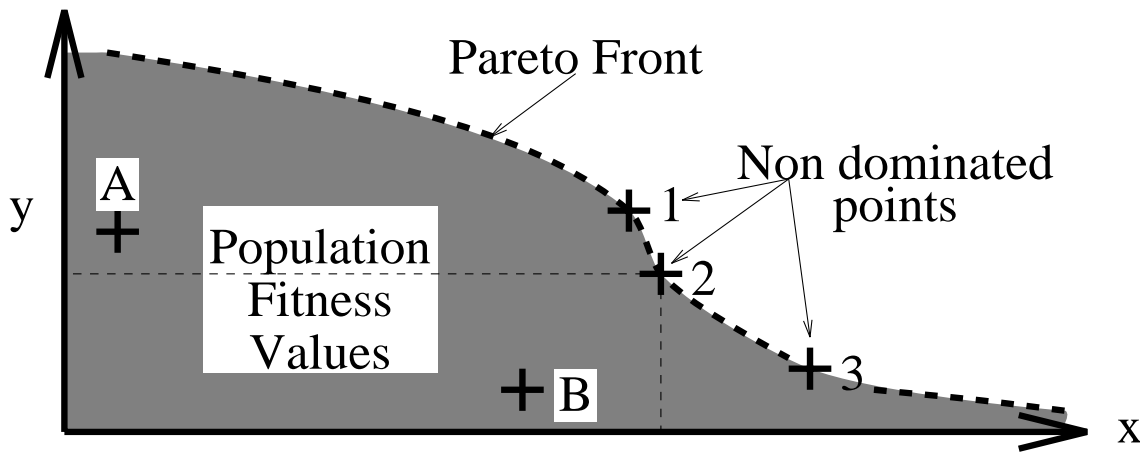 Pareto Front
Non dominated
points
A
y
1
Population
Fitness
Values
2
3
B
x